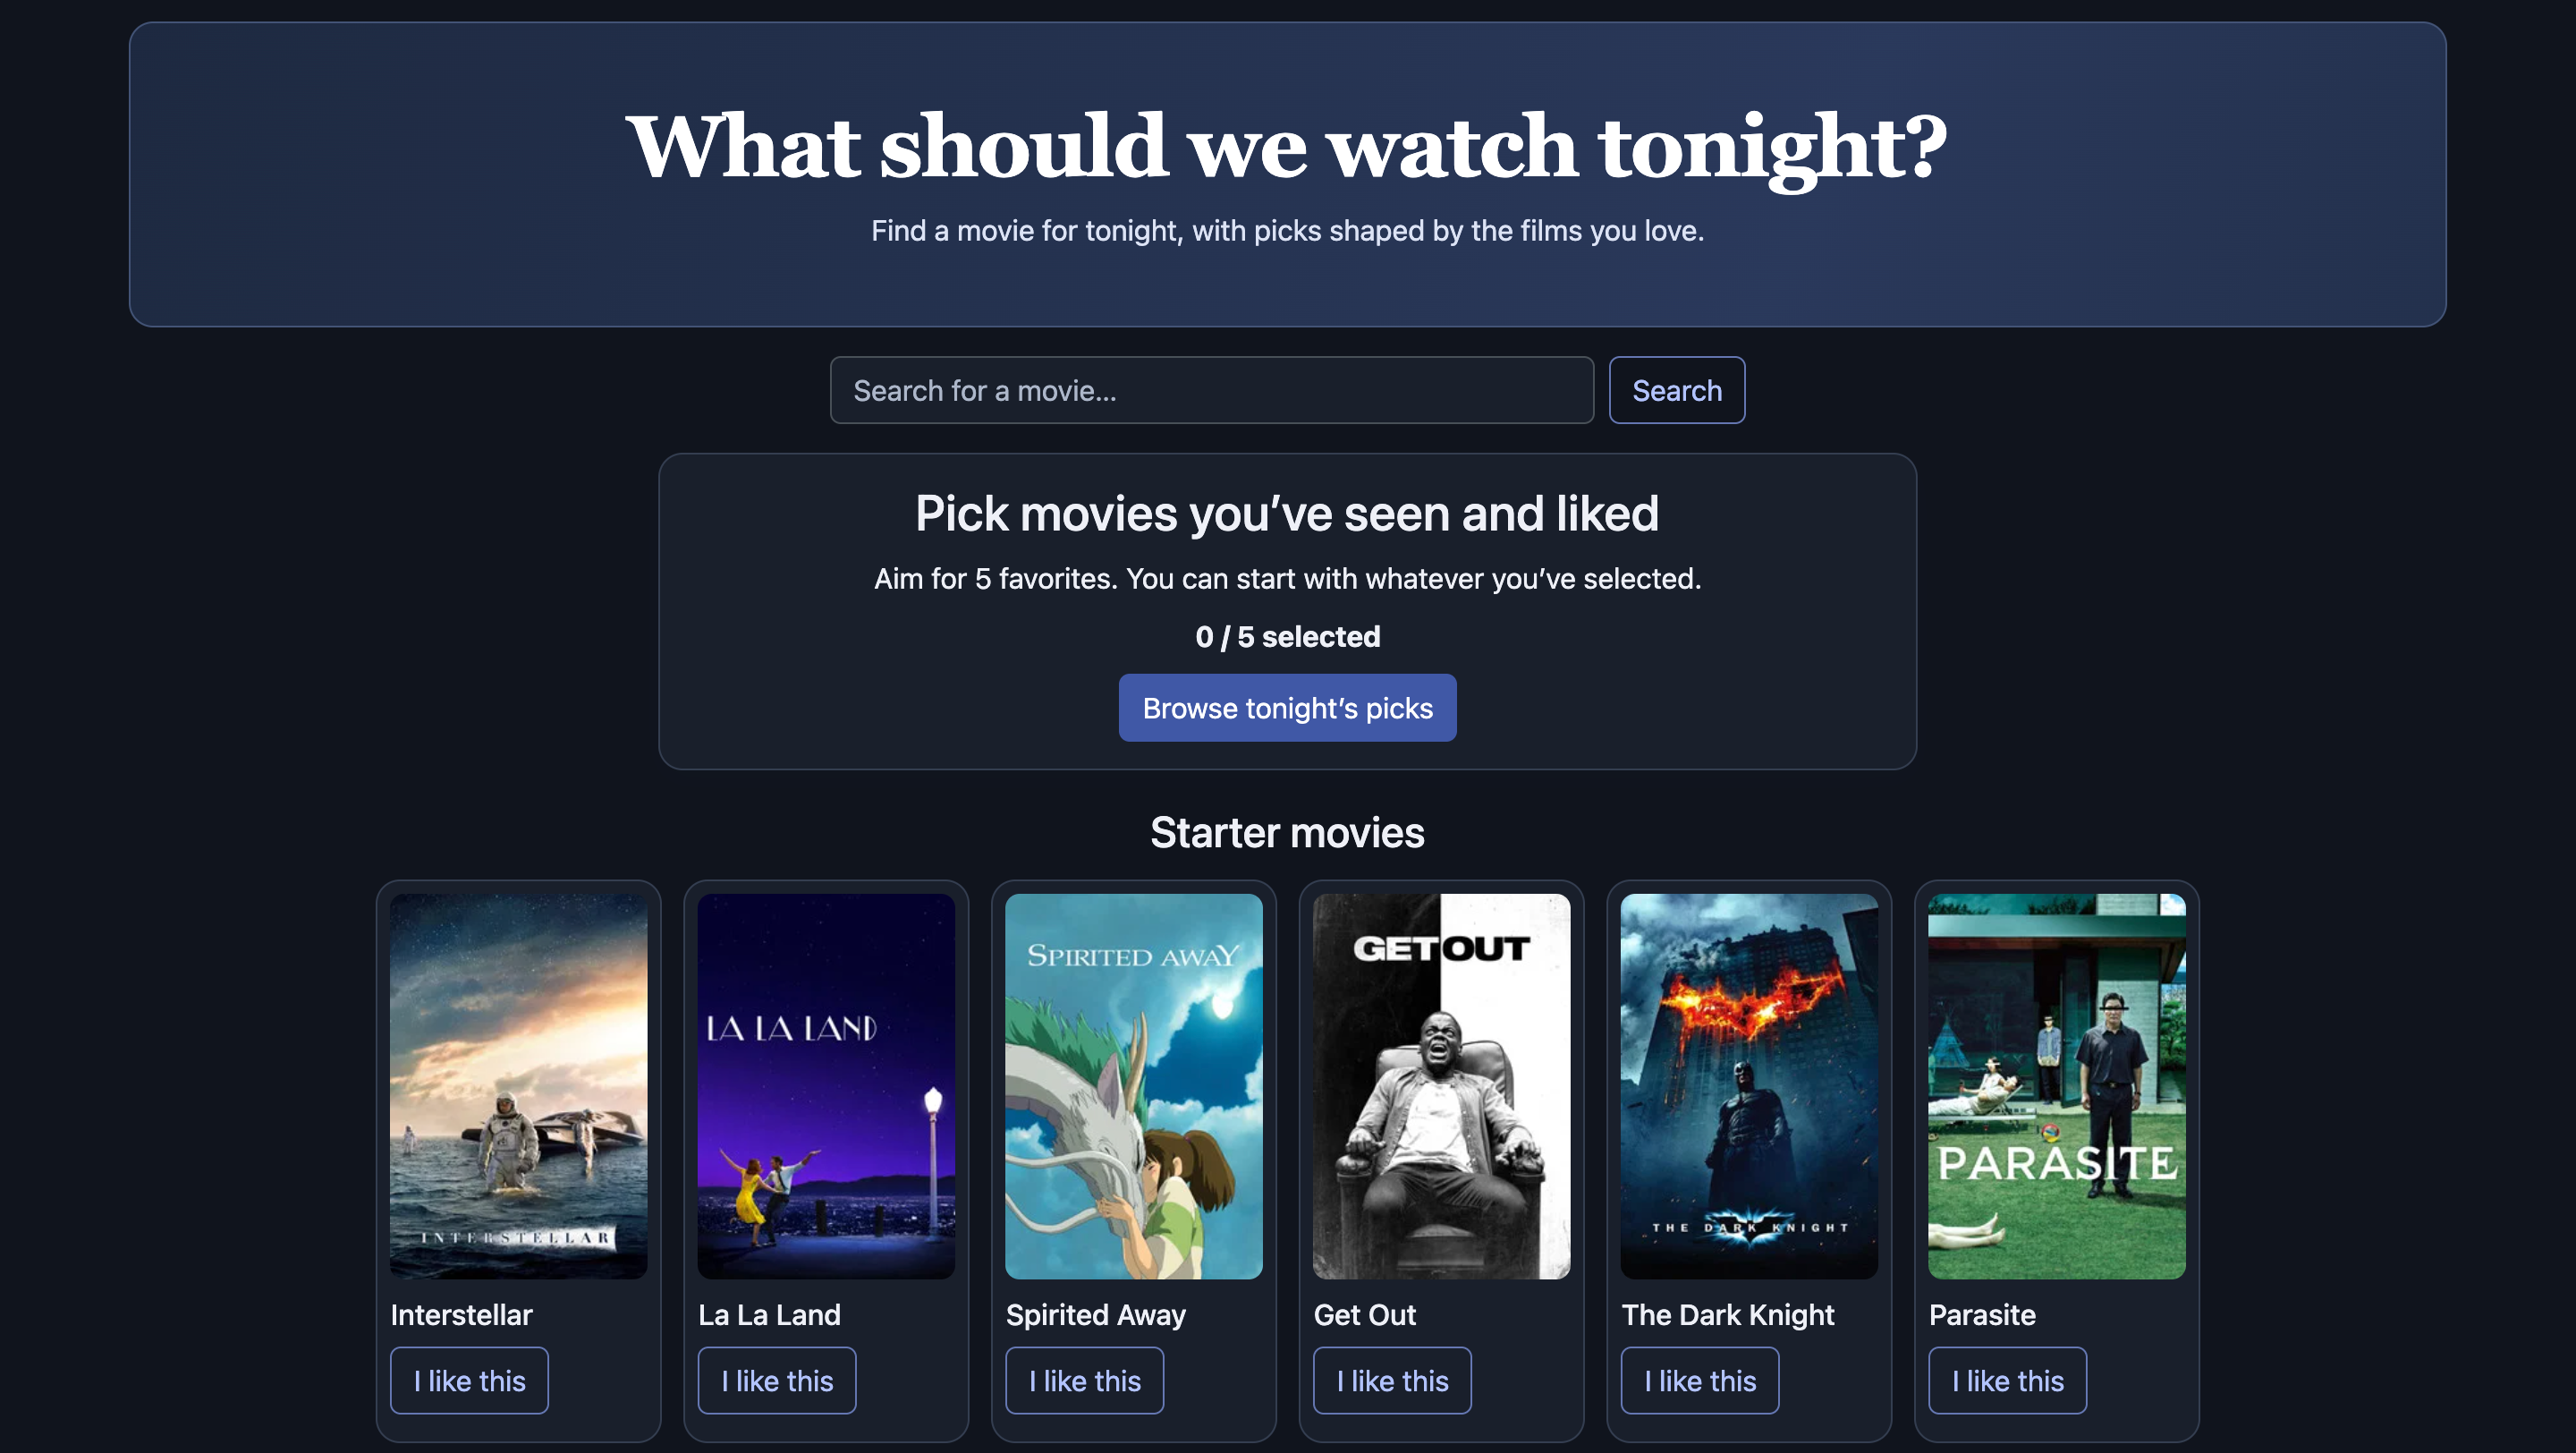 What should we watch tonight?
Find a movie for tonight, with picks shaped by the films you love.
Search for a movie...
Search
Pick movies you’ve seen and liked
Aim for 5 favorites. You can start with whatever you’ve selected.
0 / 5 selected
Browse tonight’s picks
Starter movies
INTERSTELLAR
LA LA LAND
SPIRITED AWAY
GET OUT
THE DARK KNIGHT
PARASITE
Interstellar
La La Land
Spirited Away
Get Out
The Dark Knight
Parasite
I like this
I like this
I like this
I like this
I like this
I like this